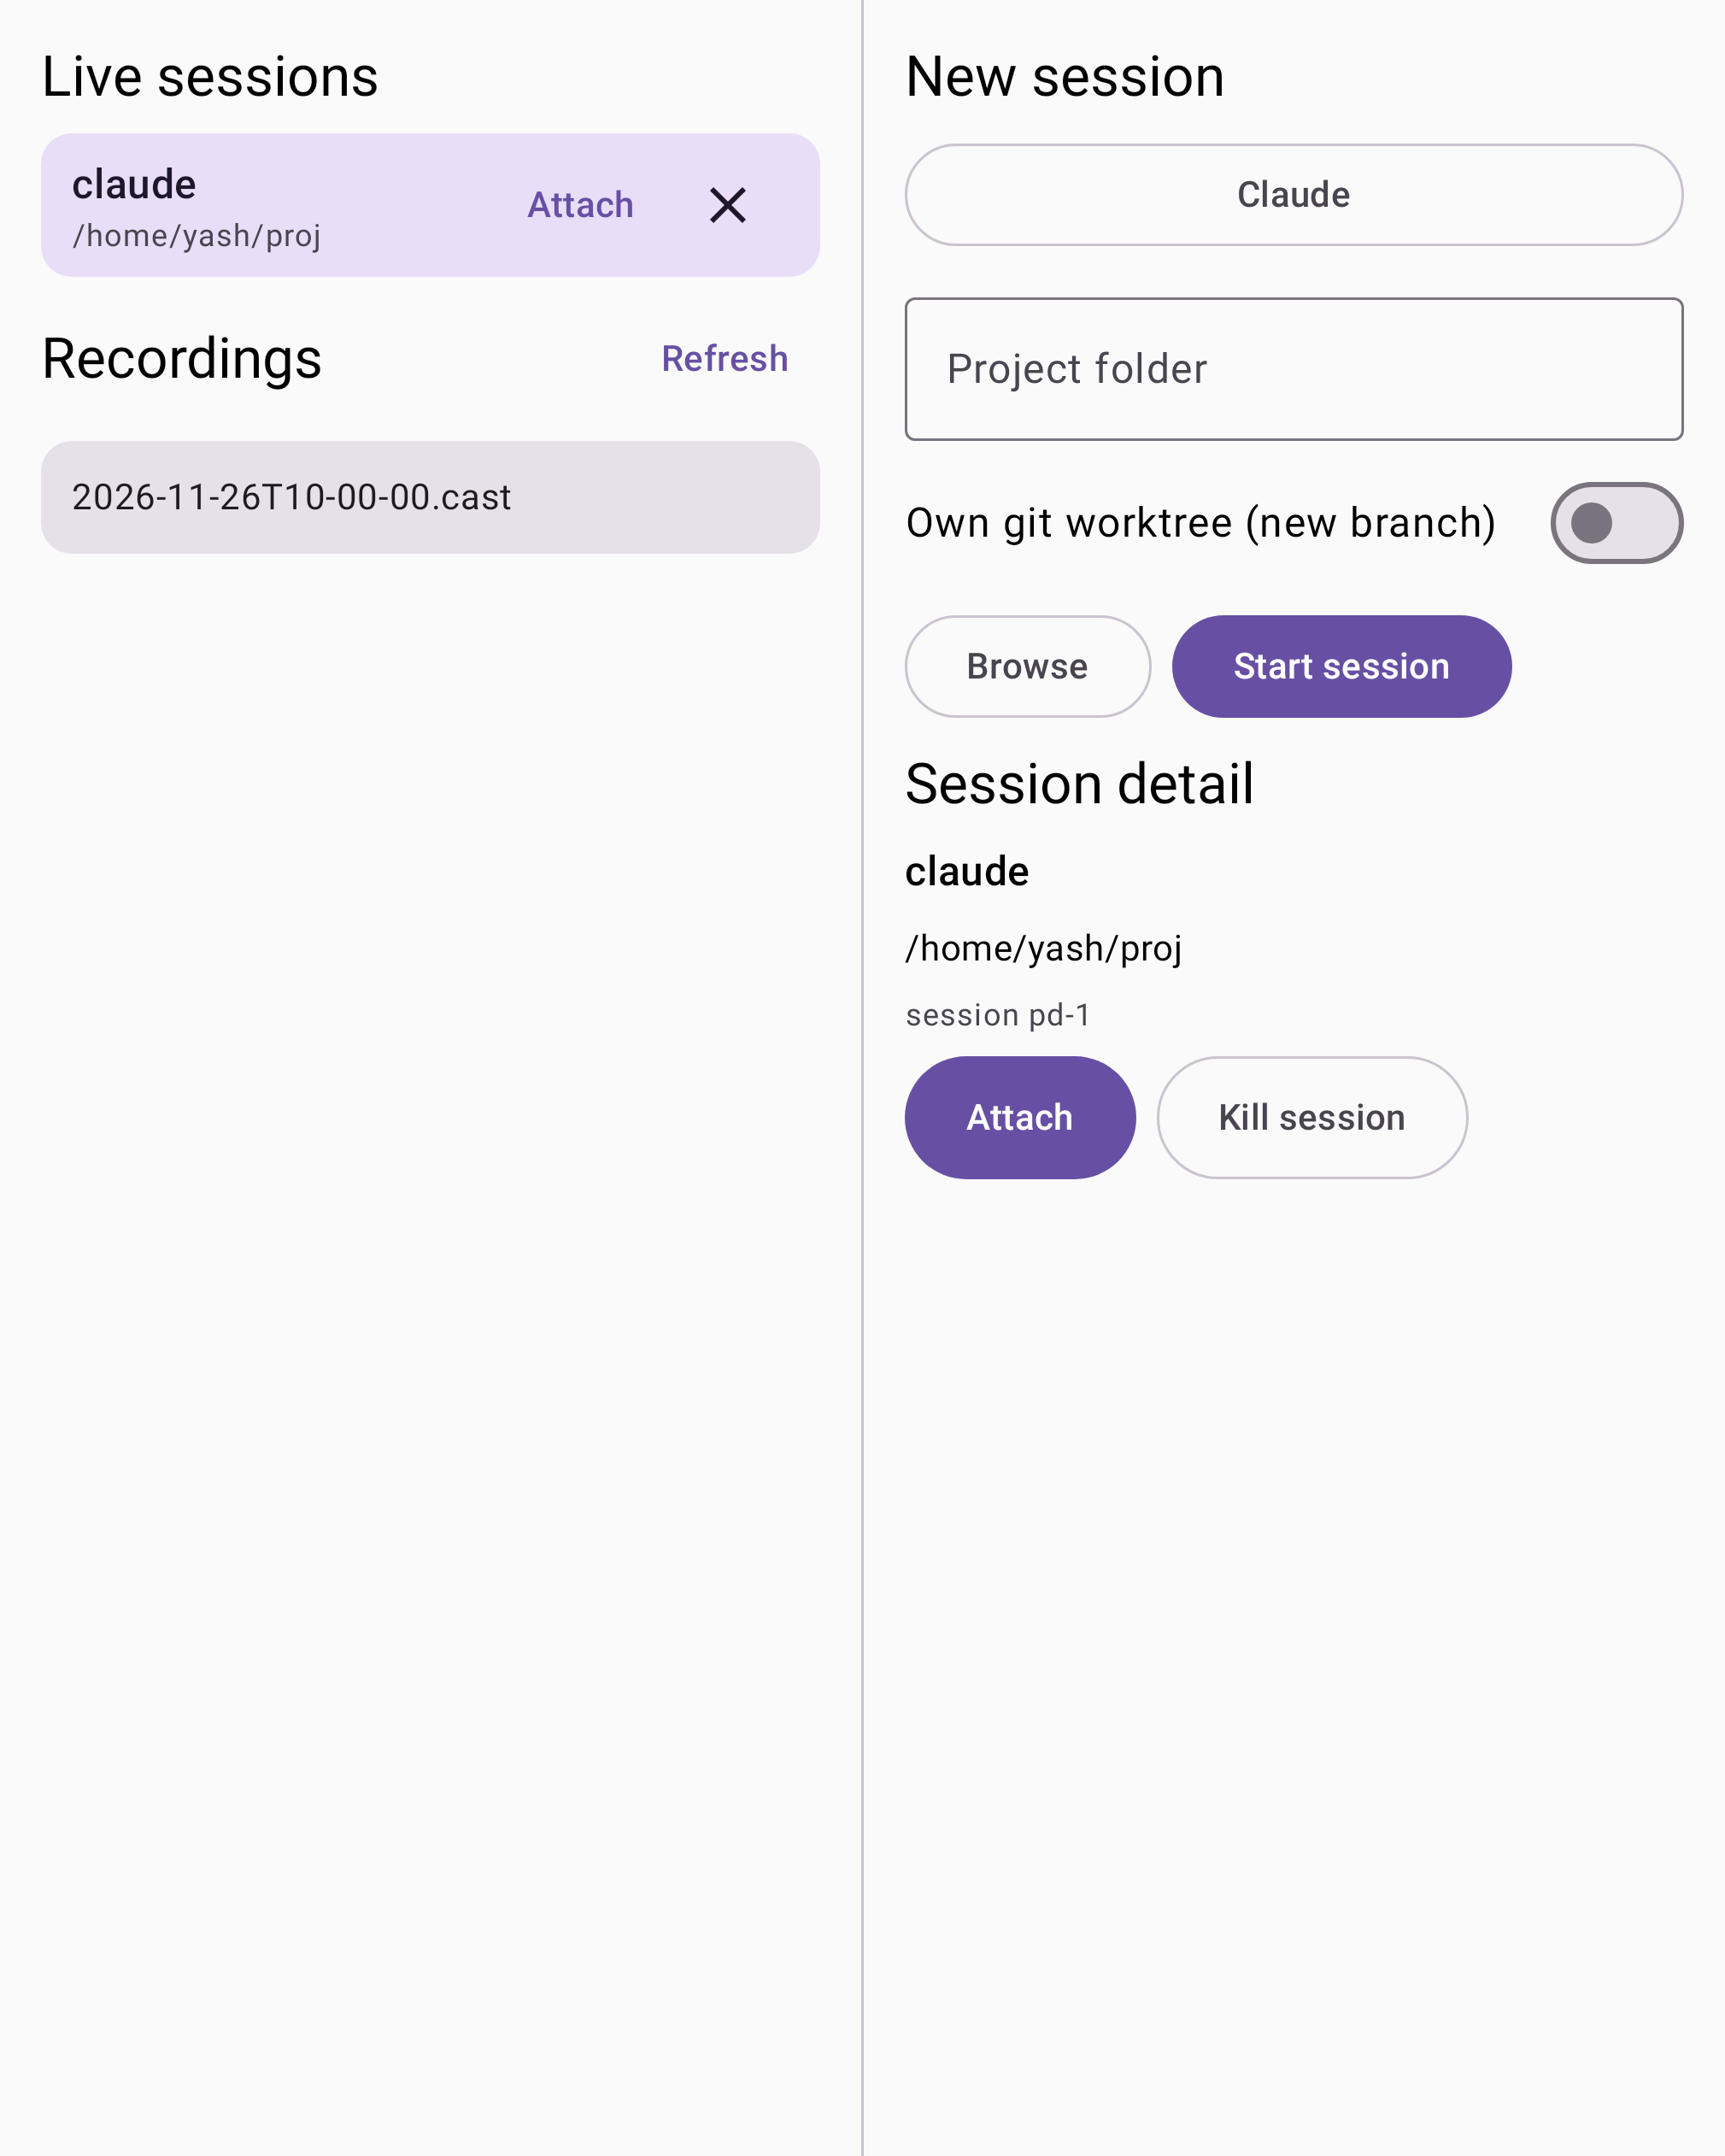 Live sessions
claude
/home/yash/proj
Attach
Recordings
Refresh
2026-11-26T10-00-00.cast
New session
Claude
Project folder
Own git worktree (new branch)
Browse
Start session
Session detail
claude
/home/yash/proj
session pd-1
Attach
Kill session